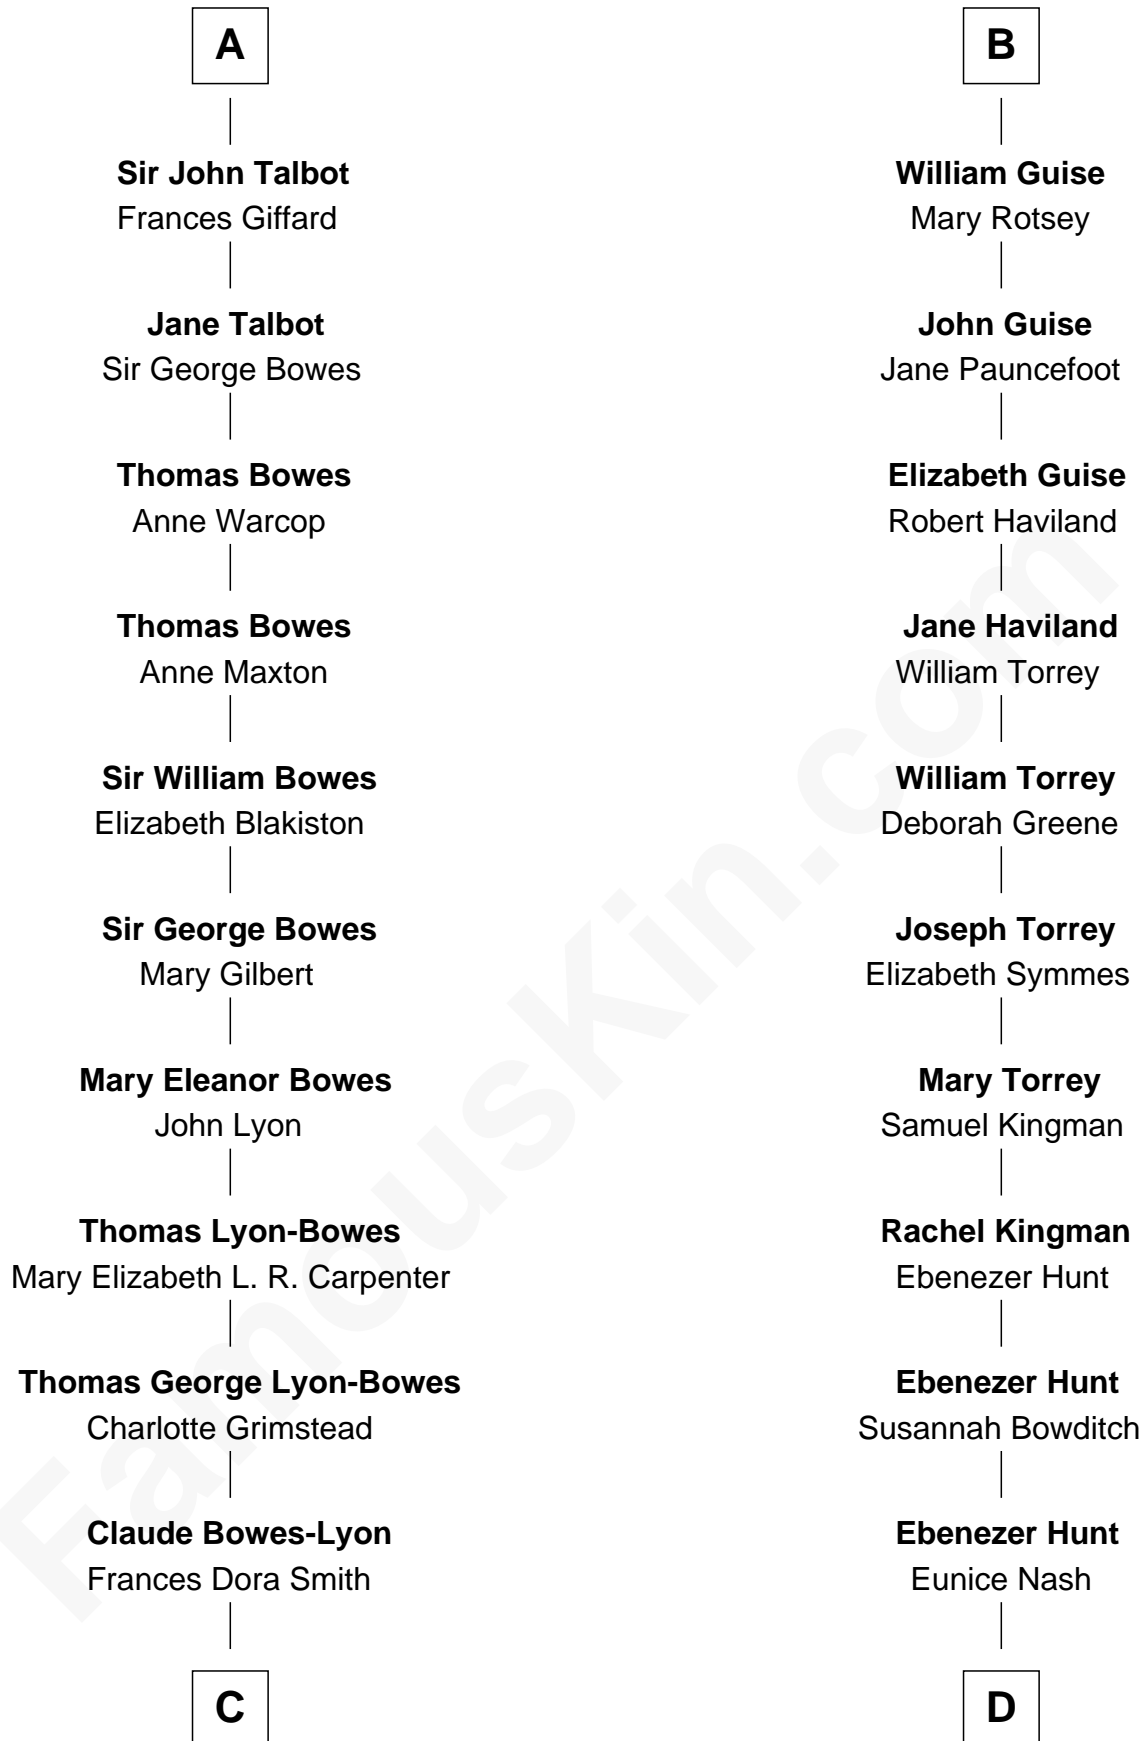 A
Sir John Talbot
Frances Giffard
Jane Talbot
Sir George Bowes
Thomas Bowes
Anne Warcop
Thomas Bowes
Anne Maxton
Sir William Bowes
Elizabeth Blakiston
Sir George Bowes
Mary Gilbert
Mary Eleanor Bowes
John Lyon
Thomas Lyon-Bowes
Mary Elizabeth L. R. Carpenter
Thomas George Lyon-Bowes
Charlotte Grimstead
Claude Bowes-Lyon
Frances Dora Smith
C
B
William Guise
Mary Rotsey
John Guise
Jane Pauncefoot
Elizabeth Guise
Robert Haviland
Jane Haviland
William Torrey
William Torrey
Deborah Greene
Joseph Torrey
Elizabeth Symmes
Mary Torrey
Samuel Kingman
Rachel Kingman
Ebenezer Hunt
Ebenezer Hunt
Susannah Bowditch
Ebenezer Hunt
Eunice Nash
D
FamousKin.com